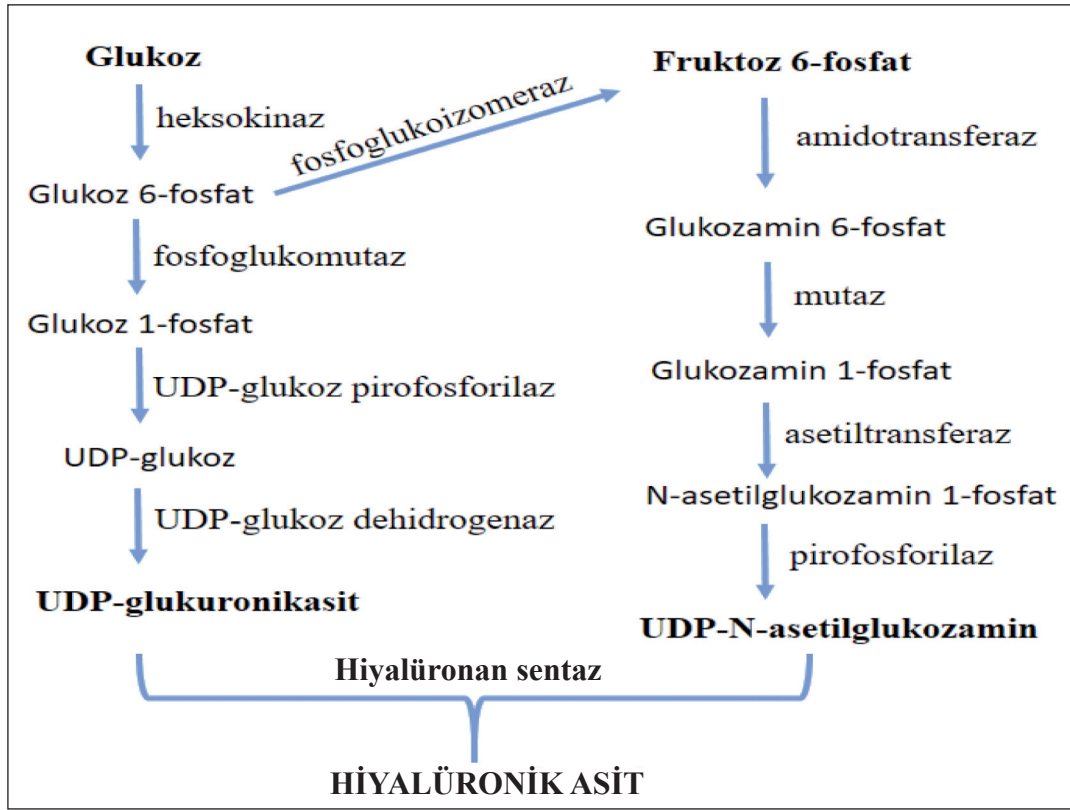 Glukoz
heksokinaz
fosfoglukoizomeraz
Glukoz 6-fosfat
fosfoglukomutaz
Glukoz 1-fosfat
UDP-glukoz pirofosforilaz
UDP-glukoz
UDP-glukoz dehidrogenaz
UDP-glukuronikasit
Fruktoz 6-fosfat
amidotransferaz
Glukozamin 6-fosfat
mutaz
Glukozamin 1-fosfat
asetiltransferaz
N-asetilglukozamin 1-fosfat
pirofosforilaz
UDP-N-asetilglukozamin
Hiyalüronan sentaz
HİYALÜRONİK ASİT